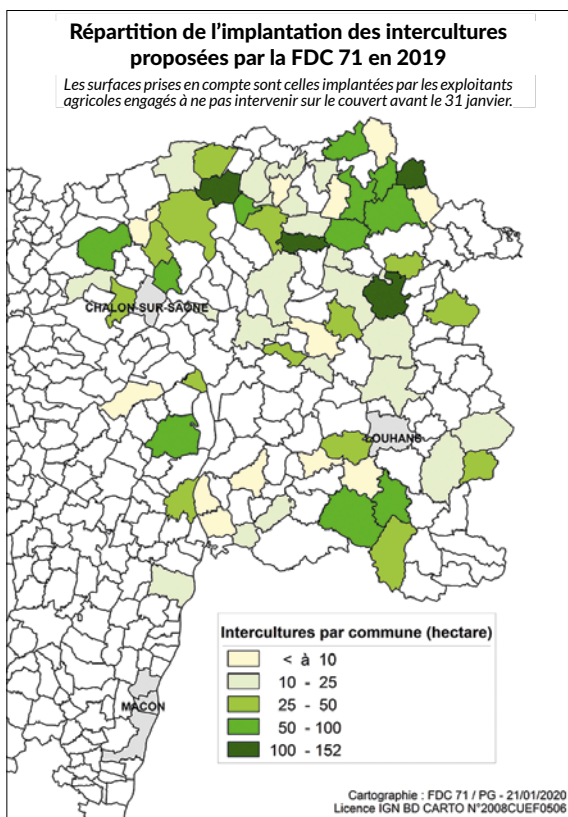 Répartition de l'implantation des intercultures
proposées par la FDC 71 en 2019
Les surfaces prises en compte sont celles implantées par les exploitants
agricoles engagés à ne pas intervenir sur le couvert avant le 31 janvier.
CHALON-SUR-SAÔNE
LOUHANS
MACON
Intercultures par commune (hectare)
< à 10
10 - 25
25 - 50
50 - 100
100 - 152
Cartographie : FDC 71 / PG - 21/01/2020
Licence IGN BD CARTO N°2008CUEF0506